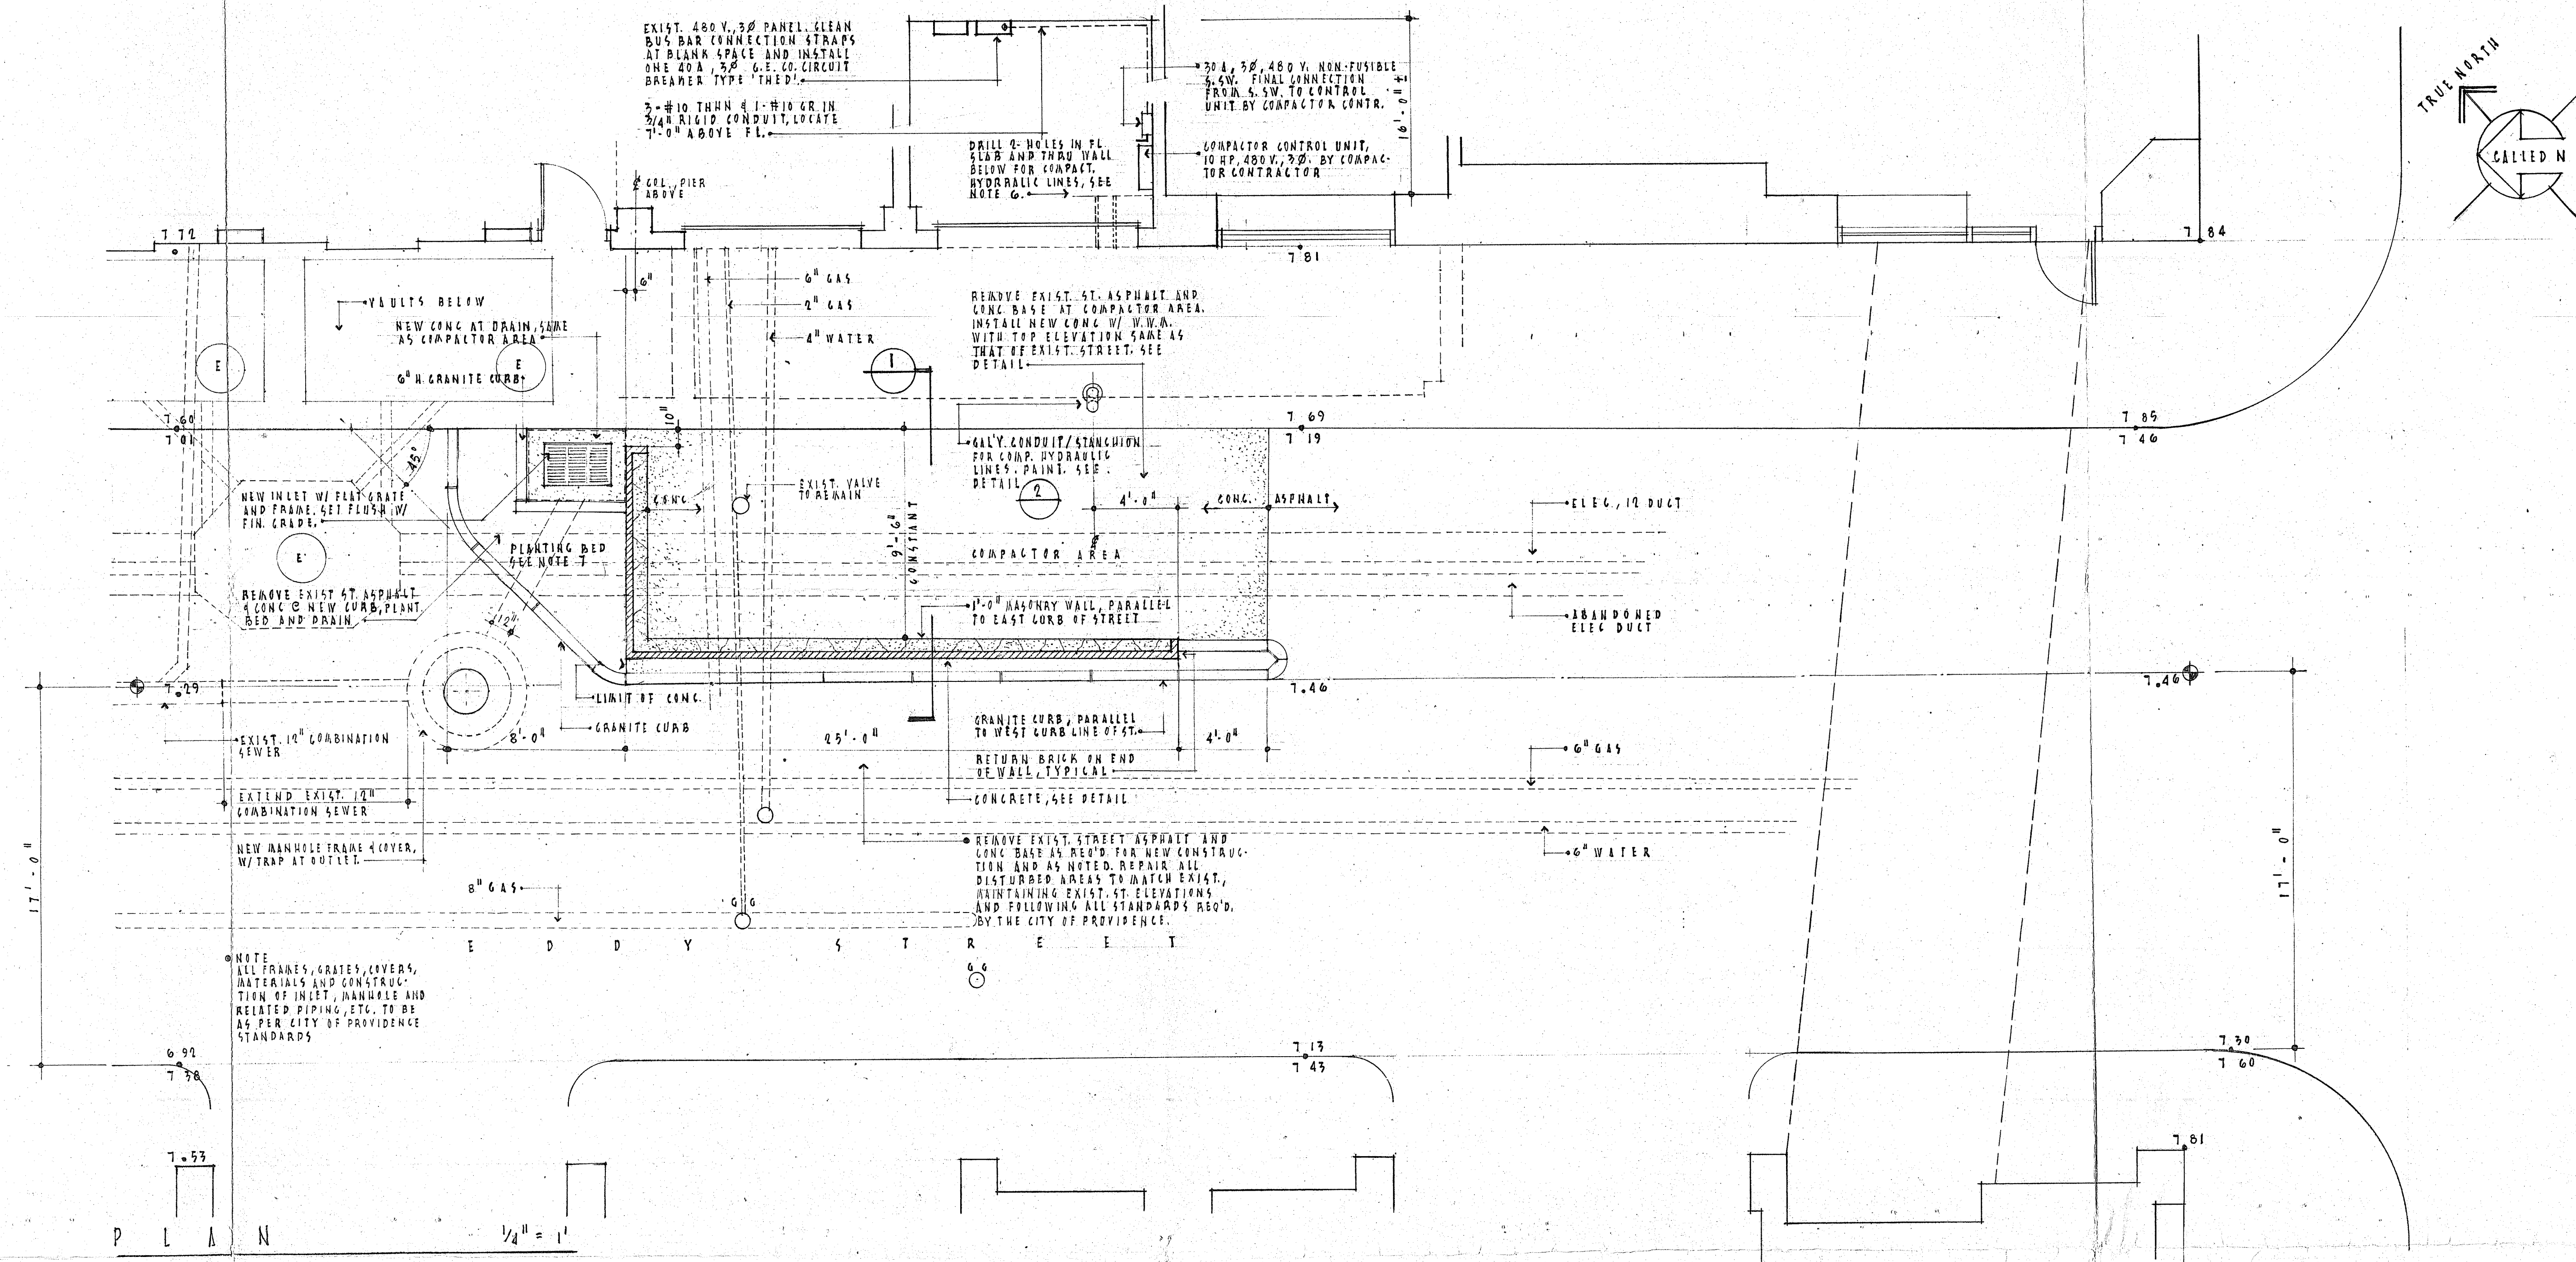 EXIST. 480 V., 3Ø PANEL. CLEAN
BUS BAR CONNECTION STRAPS
AT BLANK SPACE AND INSTALL
ONE 40 A, 3Ø G.E. CO. CIRCUIT
BREAKER TYPE 'THED'.
3-#10 THHN & 1-#10 GR. IN
3/4" RIGID CONDUIT, LOCATE
7'-0" ABOVE FL.
DRILL 2- HOLES IN FL.
SLAB AND THRU WALL
BELOW FOR COMPACT.
HYDRRALIC LINES, SEE
NOTE 6.
30 A, 3Ø, 480 V. NON-FUSIBLE
S.SW. FINAL CONNECTION
FROM S.SW. TO CONTROL
UNIT BY COMPACTOR CONTR.
COMPACTOR CONTROL UNIT,
10 HP, 480 V., 3Ø. BY COMPAC-
TOR CONTRACTOR
16'-0"±
TRUE NORTH
CALLED N
COL., PIER
ABOVE
7.72
7.81
7.84
6"
VAULTS BELOW
NEW CONC AT DRAIN, SAME
AS COMPACTOR AREA
6" H. GRANITE CURB
E
E
6" GAS
2" GAS
4" WATER
1
REMOVE EXIST. ST. ASPHALT AND
CONC. BASE AT COMPACTOR AREA.
INSTALL NEW CONC W/ W.W.M.
WITH TOP ELEVATION SAME AS
THAT OF EXIST. STREET. SEE
DETAIL
7.60
7.01
45°
10"
7.69
7.19
7.85
7.46
GALV. CONDUIT/STANCHION
FOR COMP. HYDRAULIC
LINES. PAINT. SEE
DETAIL
2
4'-0"
CONC.
ASPHALT
NEW INLET W/ FLAT GRATE
AND FRAME. SET FLUSH W/
FIN. GRADE.
EXIST. VALVE
TO REMAIN
CONC.
9'-6"
CONSTANT
ELEC., 12 DUCT
E
PLANTING BED
SEE NOTE 7
COMPACTOR AREA
REMOVE EXIST ST. ASPHALT
& CONC @ NEW CURB, PLANT
BED AND DRAIN
12"
1'-0" MASONRY WALL, PARALLEL
TO EAST CURB OF STREET
ABANDONED
ELEC DUCT
7.29
LIMIT OF CONC.
7.46
7.46
EXIST. 12" COMBINATION
SEWER
8'-0"
GRANITE CURB
25'-0"
GRANITE CURB, PARALLEL
TO WEST CURB LINE OF ST.
4'-0"
RETURN BRICK ON END
OF WALL, TYPICAL
6" GAS
EXTEND EXIST. 12"
COMBINATION SEWER
CONCRETE, SEE DETAIL
NEW MANHOLE FRAME & COVER,
W/ TRAP AT OUTLET.
REMOVE EXIST. STREET ASPHALT AND
CONC BASE AS REQ'D. FOR NEW CONSTRUC-
TION AND AS NOTED. REPAIR ALL
DISTURBED AREAS TO MATCH EXIST.,
MAINTAINING EXIST. ST. ELEVATIONS
AND FOLLOWING ALL STANDARDS REQ'D.
BY THE CITY OF PROVIDENCE.
6" WATER
17'-0"
17'-0"
8" GAS
G G
EDDY STREET
G G
NOTE
ALL FRAMES, GRATES, COVERS,
MATERIALS AND CONSTRUC-
TION OF INLET, MANHOLE AND
RELATED PIPING, ETC. TO BE
AS PER CITY OF PROVIDENCE
STANDARDS
6.92
7.38
7.13
7.43
7.30
7.60
7.53
7.81
PLAN
1/4" = 1'